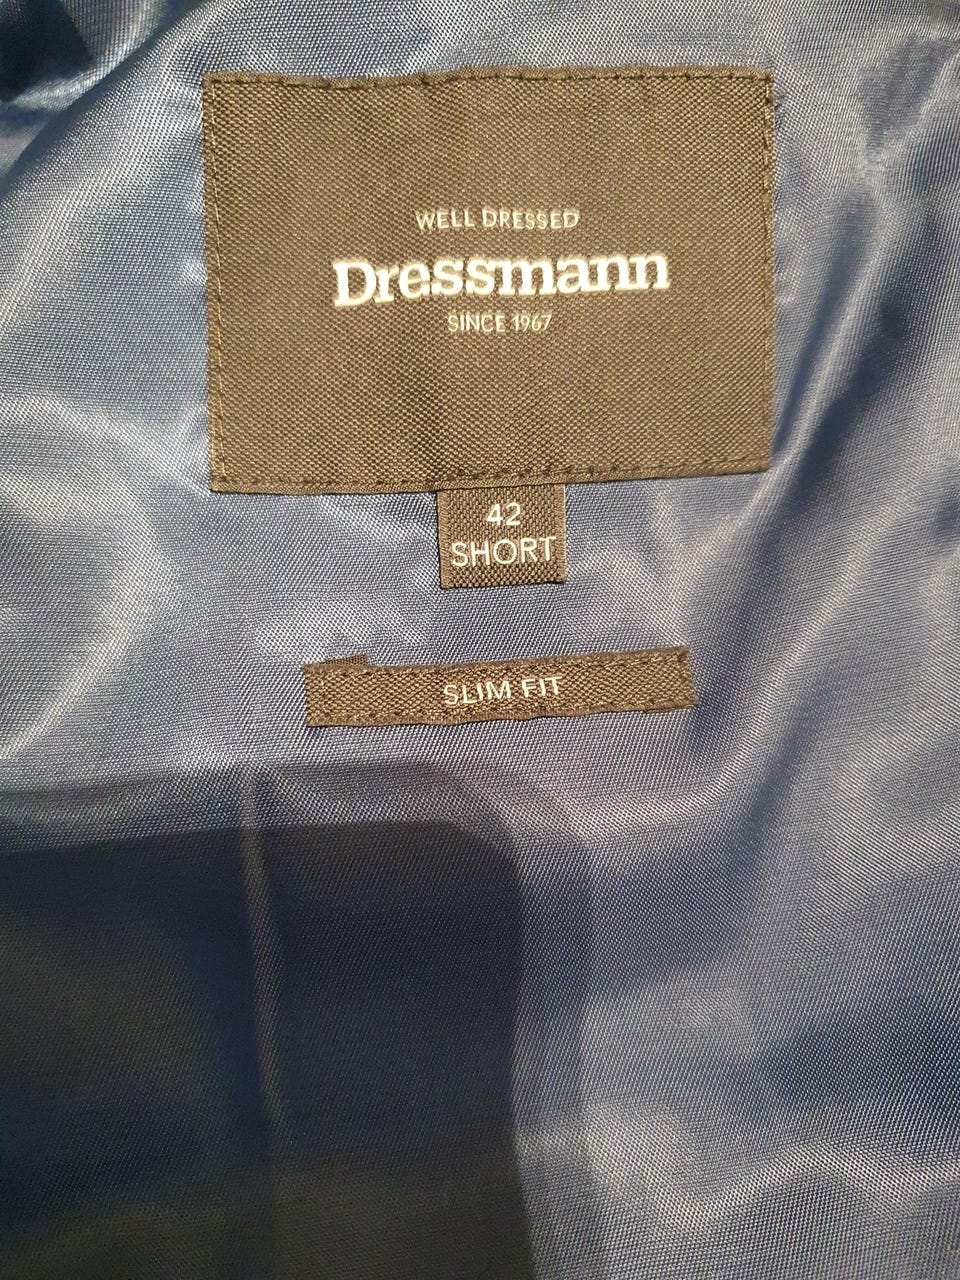 WELL DRESSED
Dressmann
SINCE 1967
42
SHORT
SLIM FIT